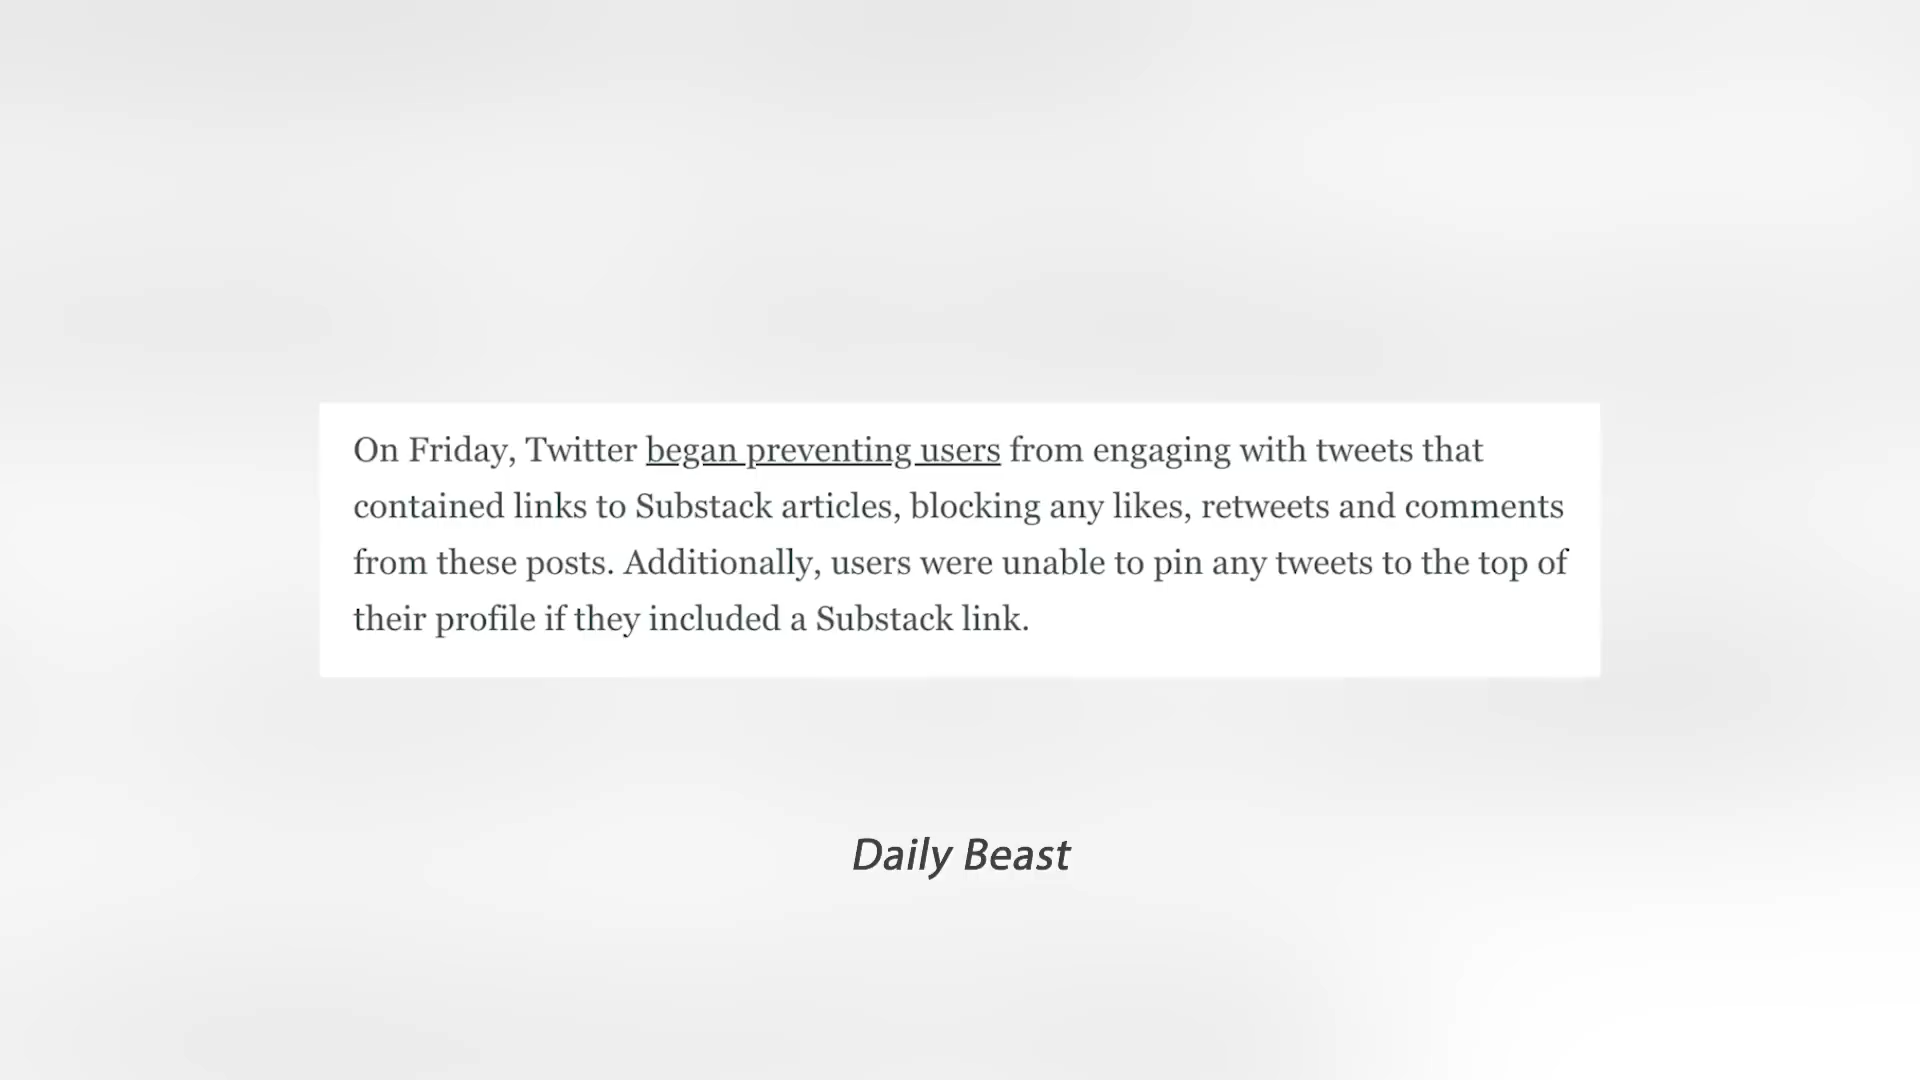 On Friday, Twitter began preventing users from engaging with tweets that
contained links to Substack articles, blocking any likes, retweets and comments
from these posts. Additionally, users were unable to pin any tweets to the top of
their profile if they included a Substack link.
Daily Beast